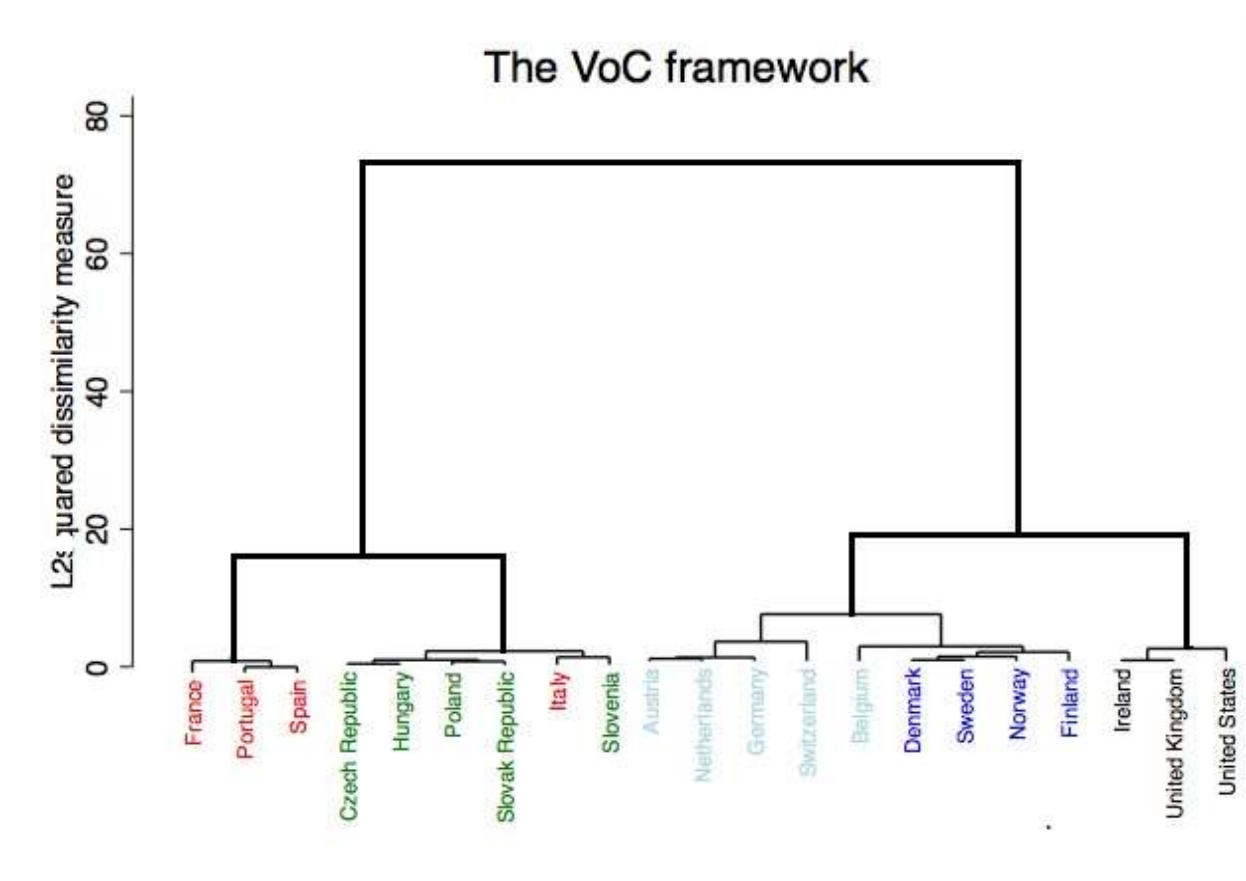 The VoC framework
L2squared dissimilarity measure
80
60
40
20
0
France
Portugal
Spain
Czech Republic
Hungary
Poland
Slovak Republic
Italy
Slovenia
Austria
Netherlands
Germany
Switzerland
Belgium
Denmark
Sweden
Norway
Finland
Ireland
United Kingdom
United States